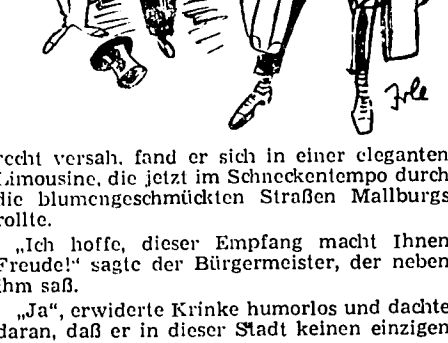 Irle
recht versah, fand er sich in einer eleganten
Limousine, die jetzt im Schneckentempo durch
die blumengeschmückten Straßen Mallburgs
rollte.
„Ich hoffe, dieser Empfang macht Ihnen
Freude!“ sagte der Bürgermeister, der neben
ihm saß.
„Ja“, erwiderte Krinke humorlos und dachte
daran, daß er in dieser Stadt keinen einzigen